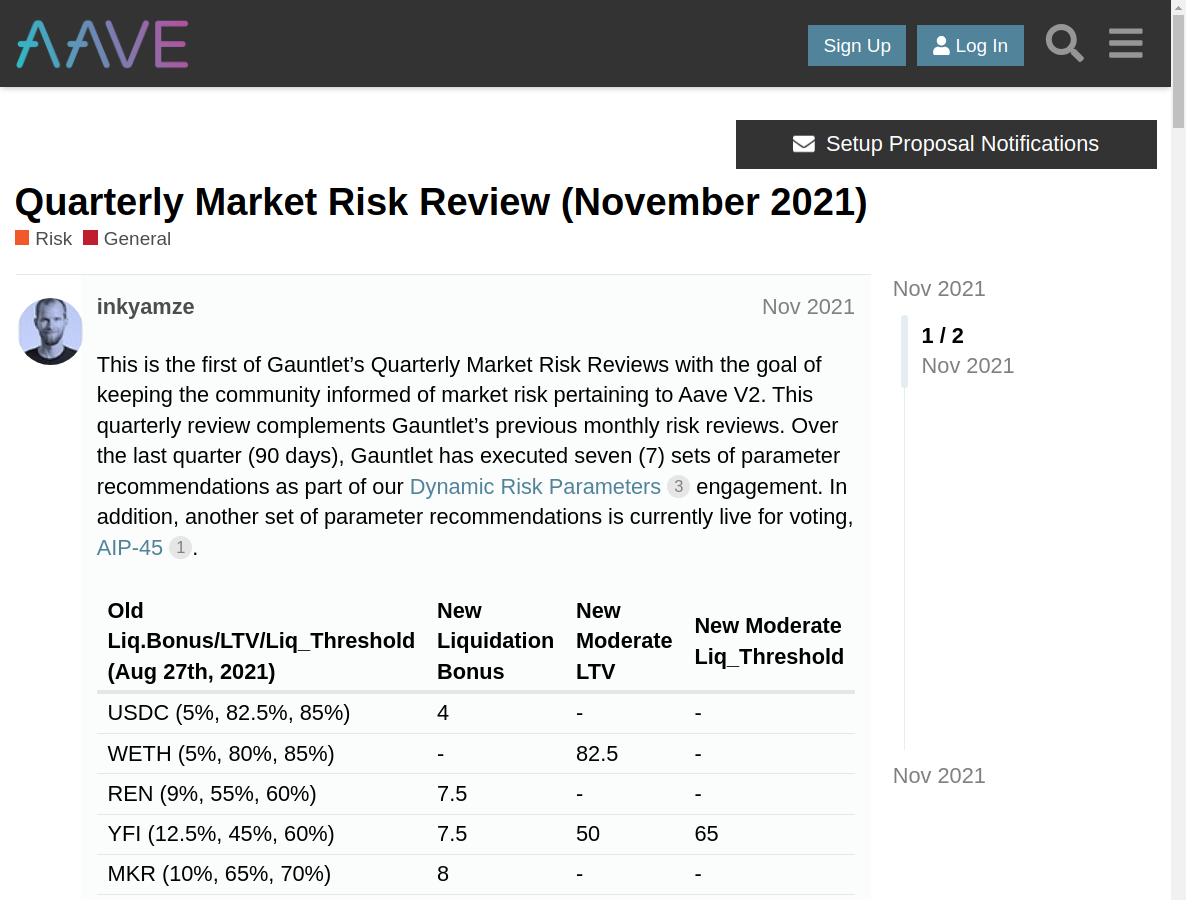 AAVE
Sign Up
Log In
Setup Proposal Notifications
Quarterly Market Risk Review (November 2021)
Risk General
inkyamze Nov 2021
This is the first of Gauntlet’s Quarterly Market Risk Reviews with the goal of
keeping the community informed of market risk pertaining to Aave V2. This
quarterly review complements Gauntlet’s previous monthly risk reviews. Over
the last quarter (90 days), Gauntlet has executed seven (7) sets of parameter
recommendations as part of our Dynamic Risk Parameters 3 engagement. In
addition, another set of parameter recommendations is currently live for voting,
AIP-45 1.
Old
Liq.Bonus/LTV/Liq_Threshold
(Aug 27th, 2021)
New
Liquidation
Bonus
New
Moderate
LTV
New Moderate
Liq_Threshold
USDC (5%, 82.5%, 85%) 4 - -
WETH (5%, 80%, 85%) - 82.5 -
REN (9%, 55%, 60%) 7.5 - -
YFI (12.5%, 45%, 60%) 7.5 50 65
MKR (10%, 65%, 70%) 8 - -
Nov 2021
1 / 2
Nov 2021
Nov 2021